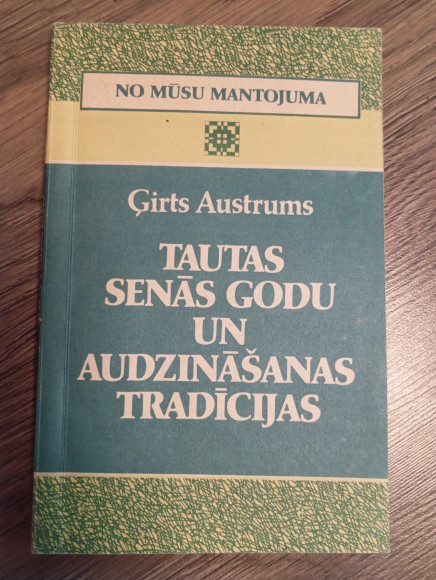 NO MŪSU MANTOJUMA
Ģirts Austrums
TAUTAS
SENĀS GODU
UN
AUDZINĀŠANAS
TRADĪCIJAS